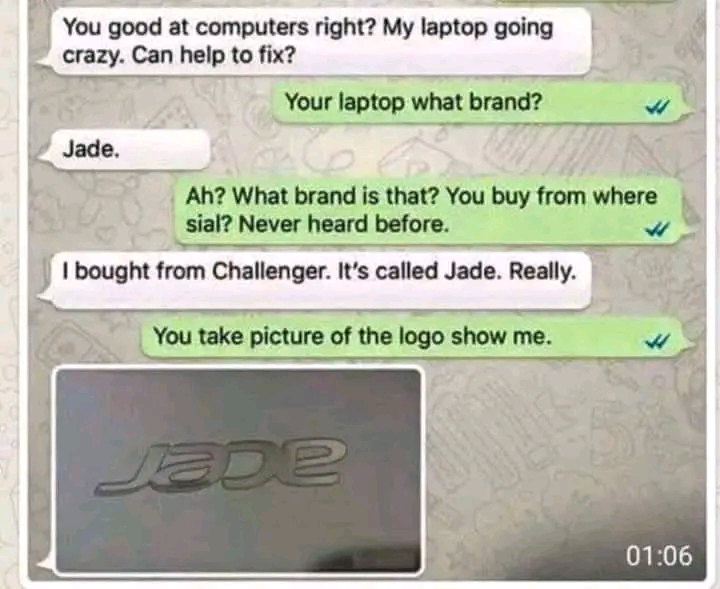 You good at computers right? My laptop going
crazy. Can help to fix?
Your laptop what brand?
Jade.
Ah? What brand is that? You buy from where
sial? Never heard before.
I bought from Challenger. It's called Jade. Really.
You take picture of the logo show me.
acer
01:06